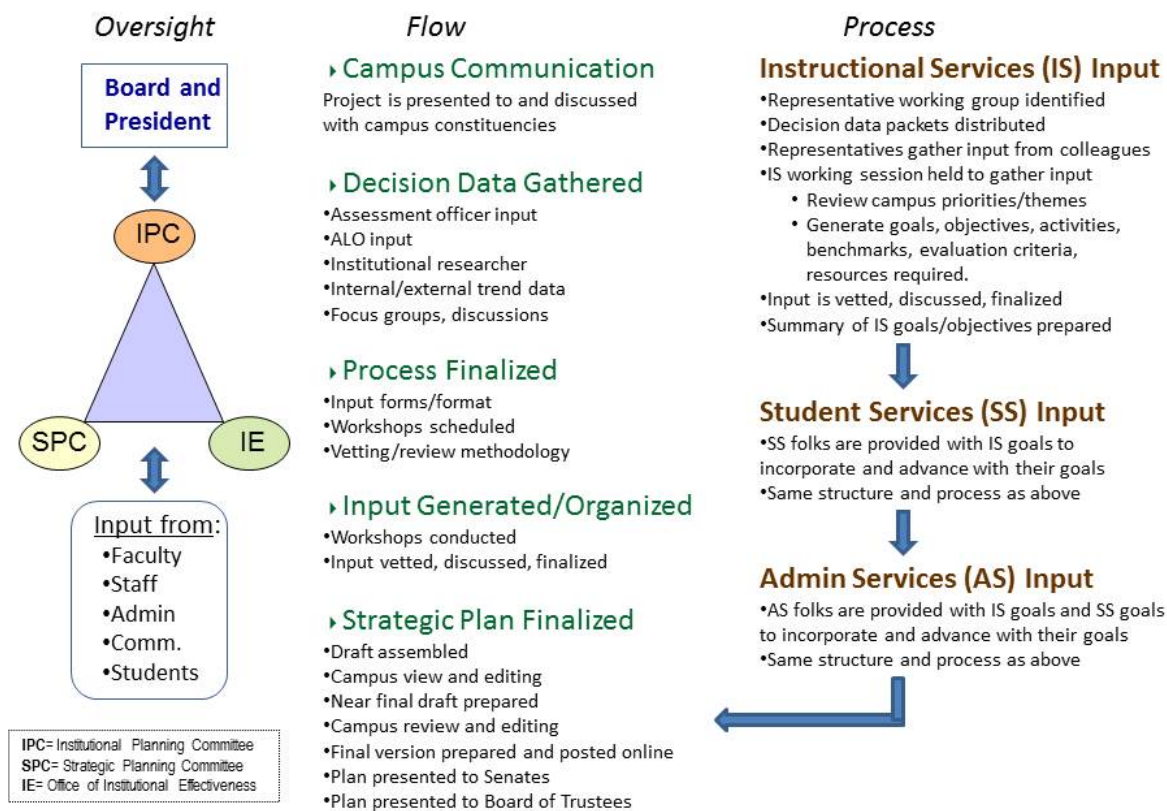 Oversight
Board and
President
IPC
SPC
IE
Input from:
•Faculty
•Staff
•Admin
•Comm.
•Students
IPC= Institutional Planning Committee
SPC= Strategic Planning Committee
IE= Office of Institutional Effectiveness
Flow
Campus Communication
Project is presented to and discussed
with campus constituencies
Decision Data Gathered
•Assessment officer input
•ALO input
•Institutional researcher
•Internal/external trend data
•Focus groups, discussions
Process Finalized
•Input forms/format
•Workshops scheduled
•Vetting/review methodology
Input Generated/Organized
•Workshops conducted
•Input vetted, discussed, finalized
Strategic Plan Finalized
•Draft assembled
•Campus view and editing
•Near final draft prepared
•Campus review and editing
•Final version prepared and posted online
•Plan presented to Senates
•Plan presented to Board of Trustees
Process
Instructional Services (IS) Input
•Representative working group identified
•Decision data packets distributed
•Representatives gather input from colleagues
•IS working session held to gather input
• Review campus priorities/themes
• Generate goals, objectives, activities,
benchmarks, evaluation criteria,
resources required.
•Input is vetted, discussed, finalized
•Summary of IS goals/objectives prepared
Student Services (SS) Input
•SS folks are provided with IS goals to
incorporate and advance with their goals
•Same structure and process as above
Admin Services (AS) Input
•AS folks are provided with IS goals and SS goals
to incorporate and advance with their goals
•Same structure and process as above